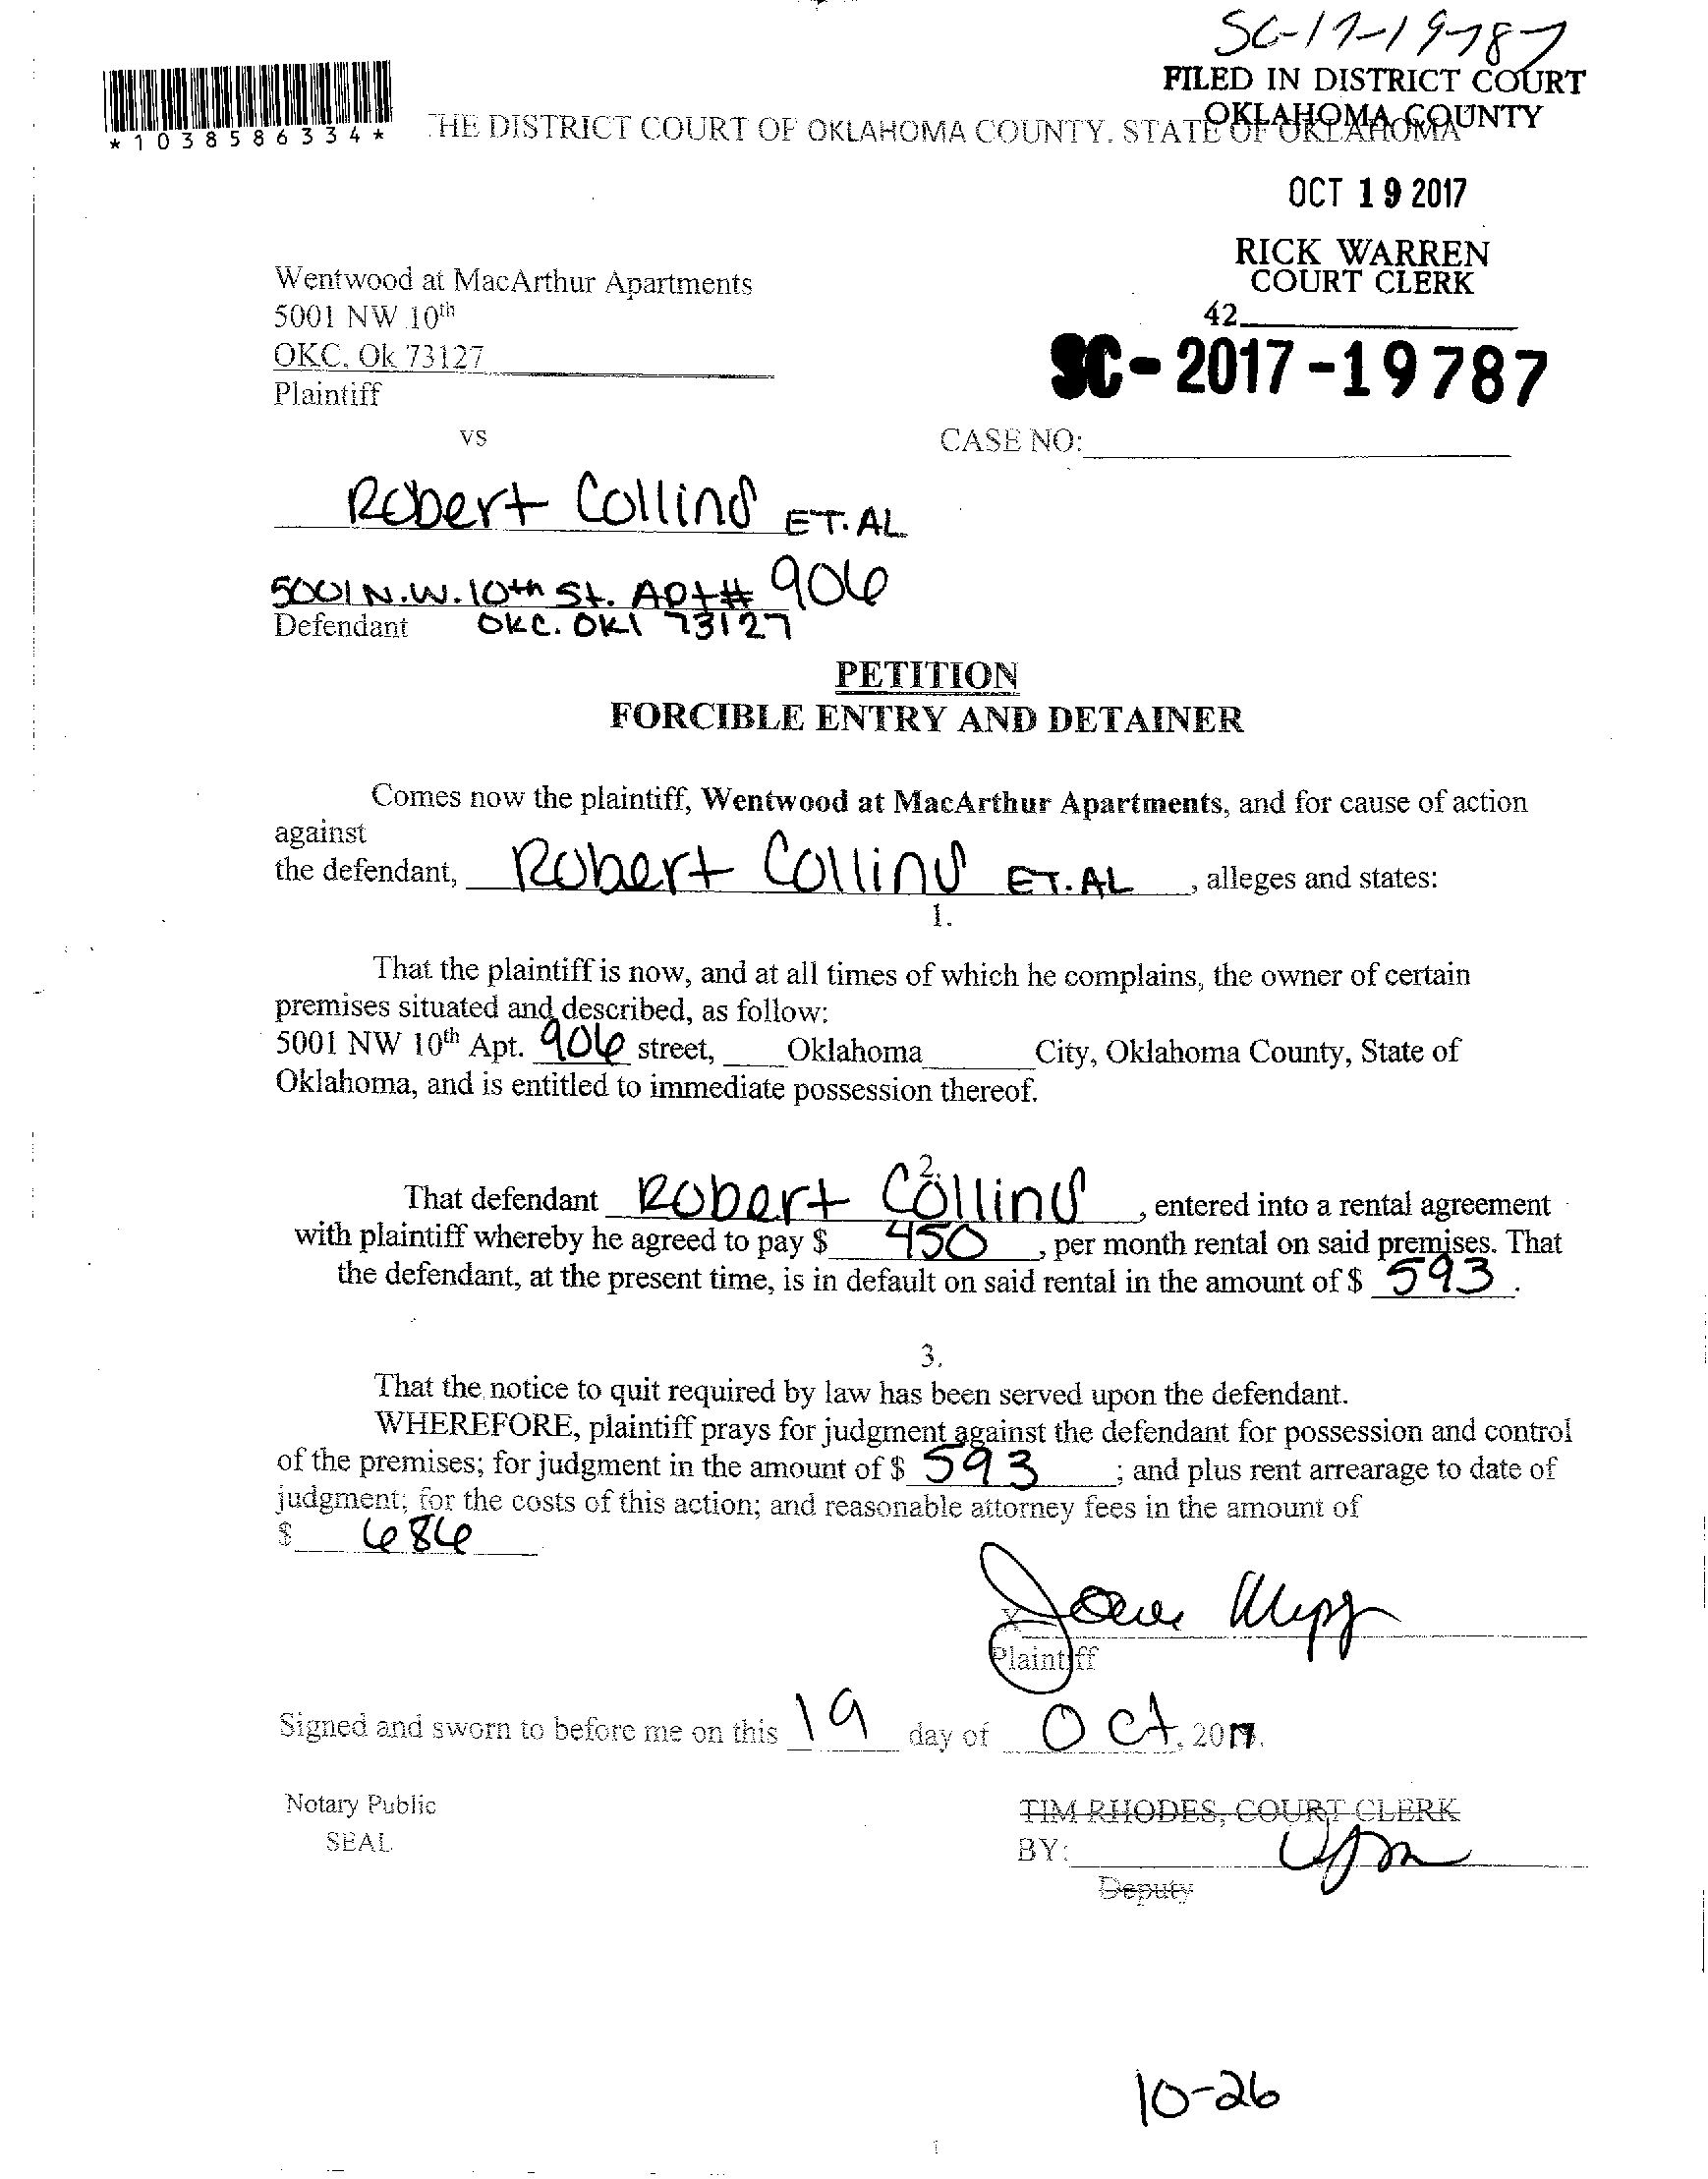 SC-17-19787
FILED IN DISTRICT COURT
OKLAHOMA COUNTY
*1038586334*
THE DISTRICT COURT OF OKLAHOMA COUNTY, STATE OF OKLAHOMA
OCT 19 2017
RICK WARREN
COURT CLERK
42
Wentwood at MacArthur Apartments
5001 NW 10th
OKC, Ok 73127
Plaintiff
SC-2017-19787
vs
CASE NO:
Robert Collins ET.AL
5001 N.W. 10th St. Apt# 906
Defendant OKC. OKl 73127
PETITION
FORCIBLE ENTRY AND DETAINER
Comes now the plaintiff, Wentwood at MacArthur Apartments, and for cause of action
against
the defendant, Robert Collins ET.AL, alleges and states:
1.
That the plaintiff is now, and at all times of which he complains, the owner of certain
premises situated and described, as follow:
5001 NW 10th Apt. 906 street, Oklahoma City, Oklahoma County, State of
Oklahoma, and is entitled to immediate possession thereof.
2.
That defendant Robert Collins, entered into a rental agreement
with plaintiff whereby he agreed to pay $ 450, per month rental on said premises. That
the defendant, at the present time, is in default on said rental in the amount of $ 593.
3.
That the notice to quit required by law has been served upon the defendant.
WHEREFORE, plaintiff prays for judgment against the defendant for possession and control
of the premises; for judgment in the amount of $ 593; and plus rent arrearage to date of
judgment; for the costs of this action; and reasonable attorney fees in the amount of
$ 686
X
Plaintiff
Signed and sworn to before me on this 19 day of Oct, 2017.
Notary Public
SEAL
TIM RHODES, COURT CLERK
BY:
Deputy
10-26
1